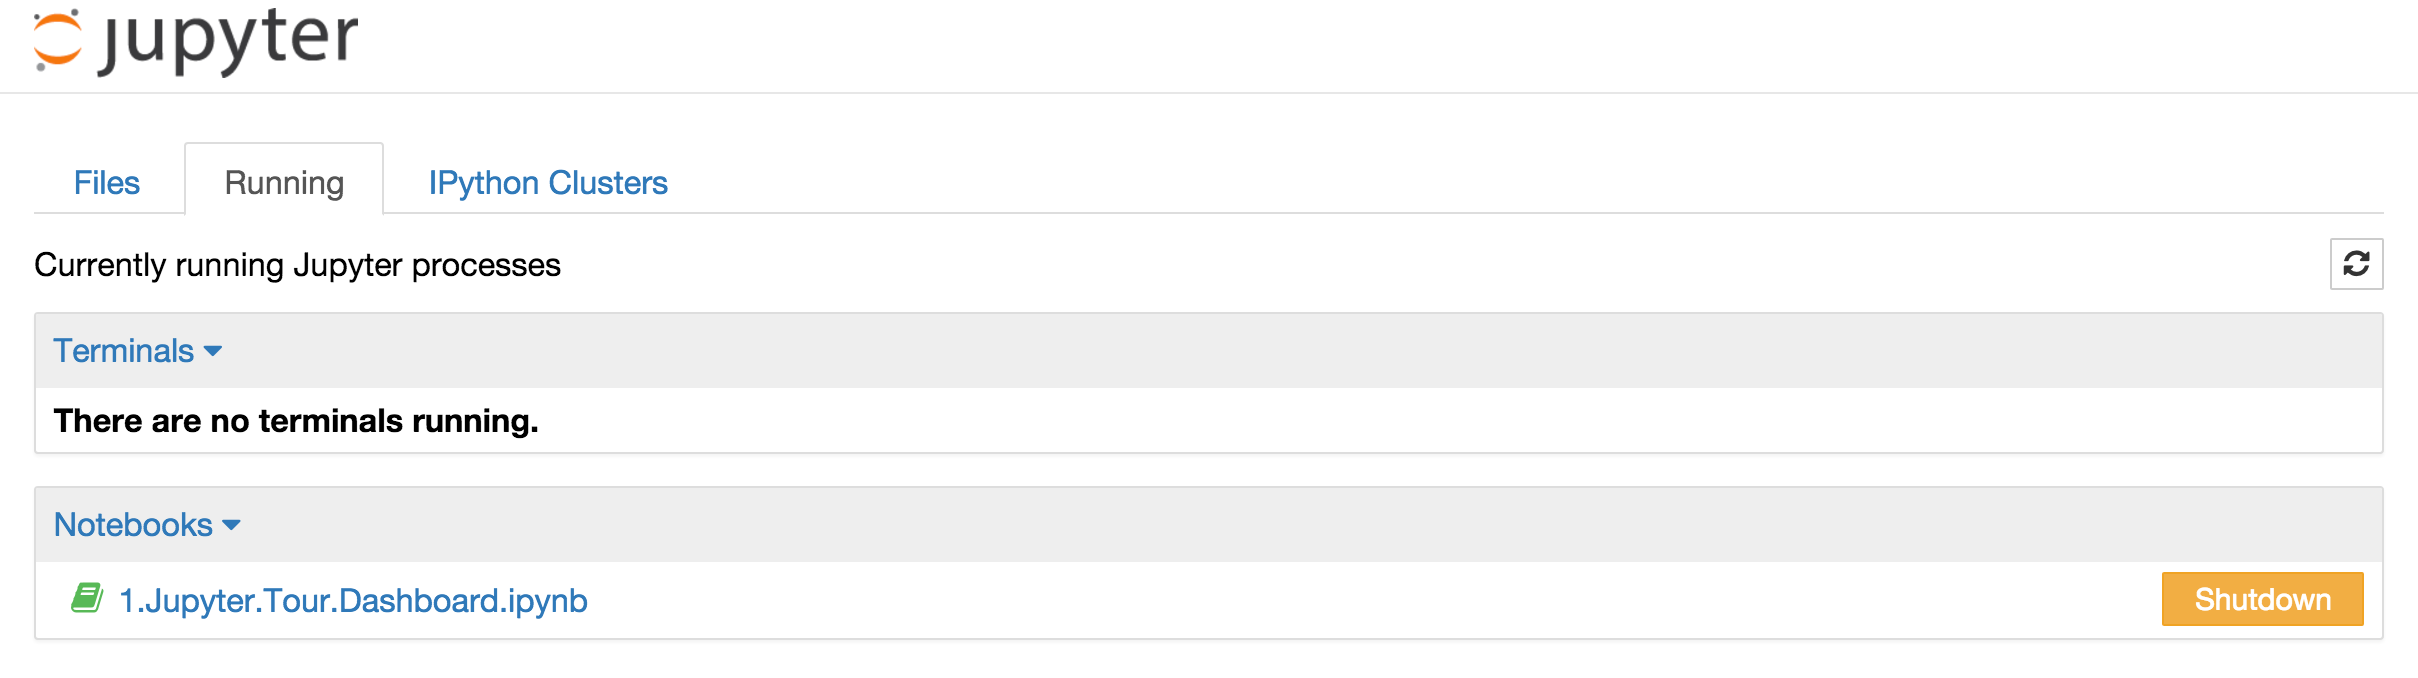 jupyter
Files Running IPython Clusters
Currently running Jupyter processes
Terminals
There are no terminals running.
Notebooks
1.Jupyter.Tour.Dashboard.ipynb Shutdown